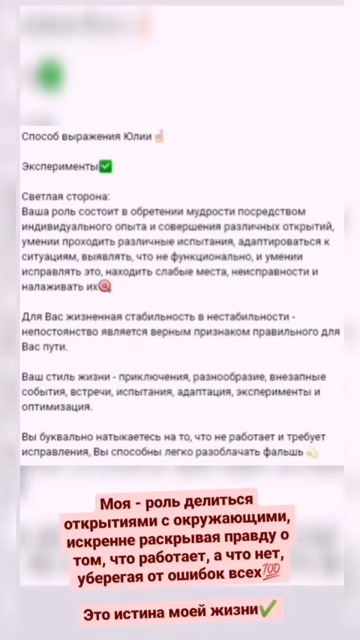 Способ выражения Юлии☝🏻
Эксперименты✅
Светлая сторона:
Ваша роль состоит в обретении мудрости посредством
индивидуального опыта и совершения различных открытий,
умении проходить различные испытания, адаптироваться к
ситуациям, выявлять, что не функционально, и умении
исправлять это, находить слабые места, неисправности и
налаживать их🎯
Для Вас жизненная стабильность в нестабильности -
непостоянство является верным признаком правильного для
Вас пути.
Ваш стиль жизни - приключения, разнообразие, внезапные
события, встречи, испытания, адаптация, эксперименты и
оптимизация.
Вы буквально натыкаетесь на то, что не работает и требует
исправления, Вы способны легко разоблачать фальшь💫
Моя - роль делиться
открытиями с окружающими,
искренне раскрывая правду о
том, что работает, а что нет,
уберегая от ошибок всех💯
Это истина моей жизни✔️